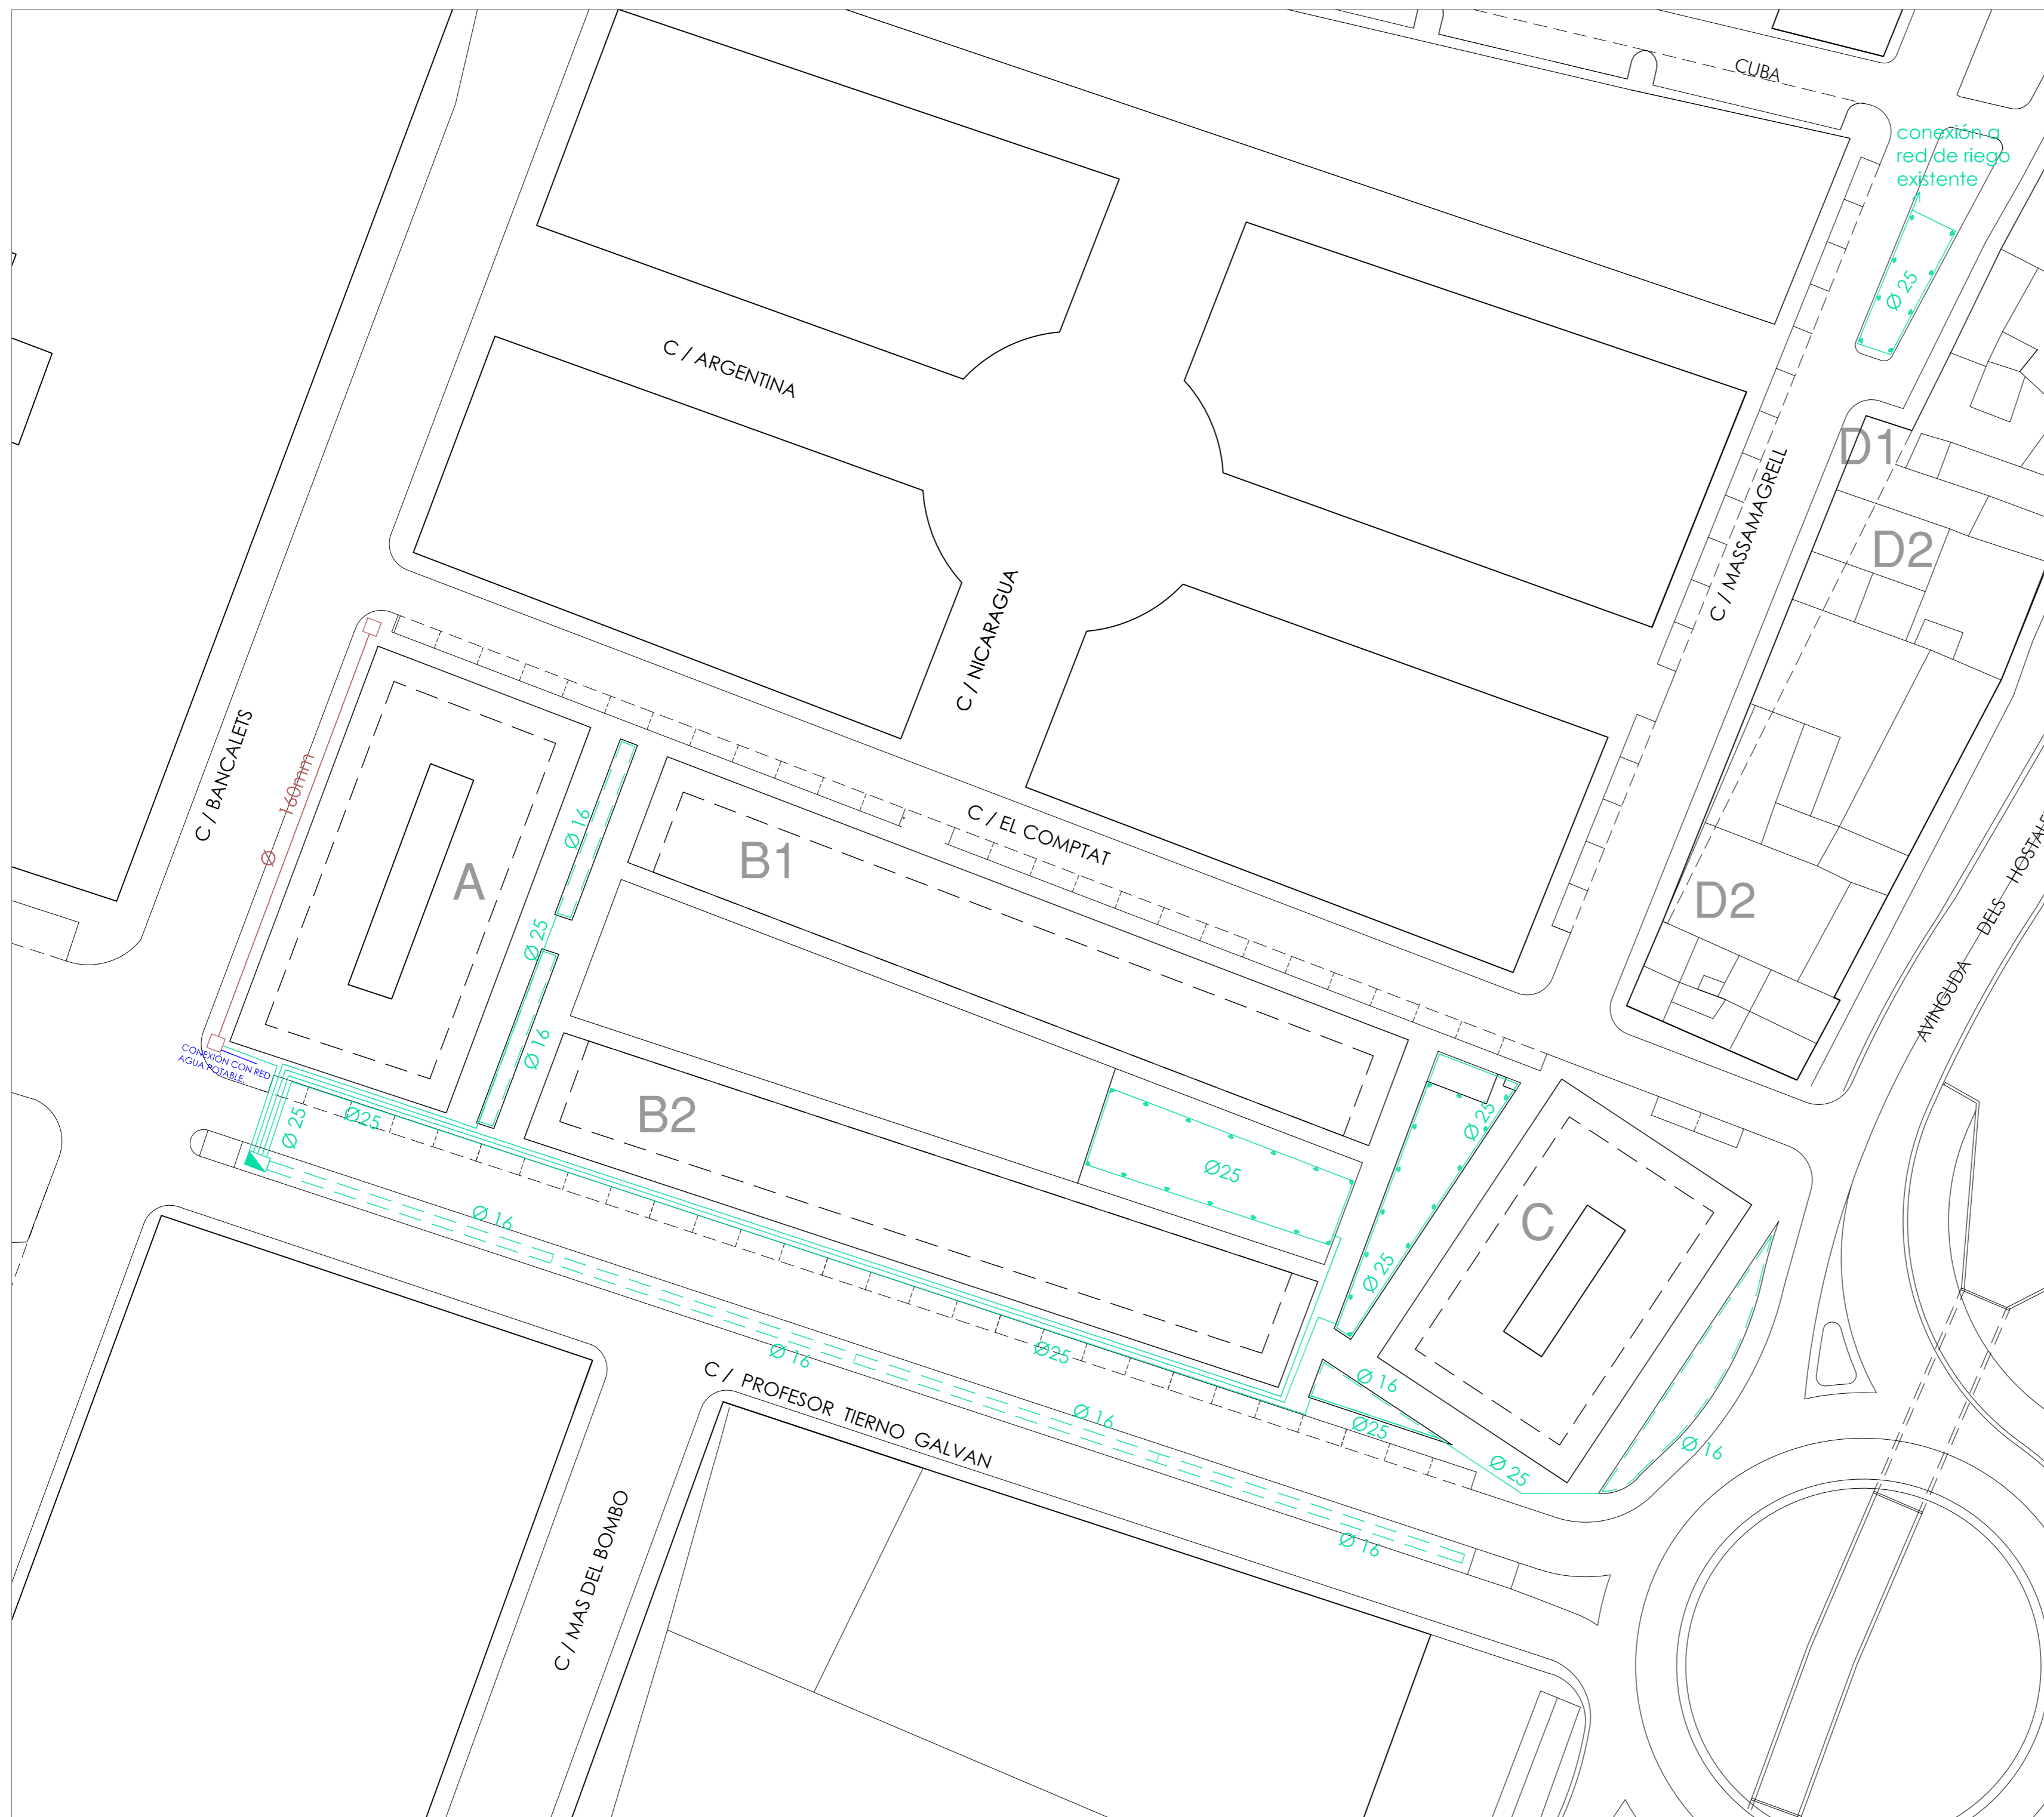 CUBA
conexión a
red de riego
existente
Ø 25
C / ARGENTINA
D1
C / MASSAMAGRELL
D2
C / NICARAGUA
C / BANCALETS
Ø 160mm
C / EL COMPTAT
Ø 16
B1
A
D2
AVINGUDA DELS
Ø 25
Ø 16
CONEXIÓN CON RED
AGUA POTABLE.
Ø 25
Ø25
B2
Ø25
Ø 25
C
Ø 16
Ø 25
Ø 16
Ø25
Ø 16
C / PROFESOR TIERNO GALVAN
Ø 16
Ø25
Ø 25
Ø 16
Ø 16
C / MAS DEL BOMBO